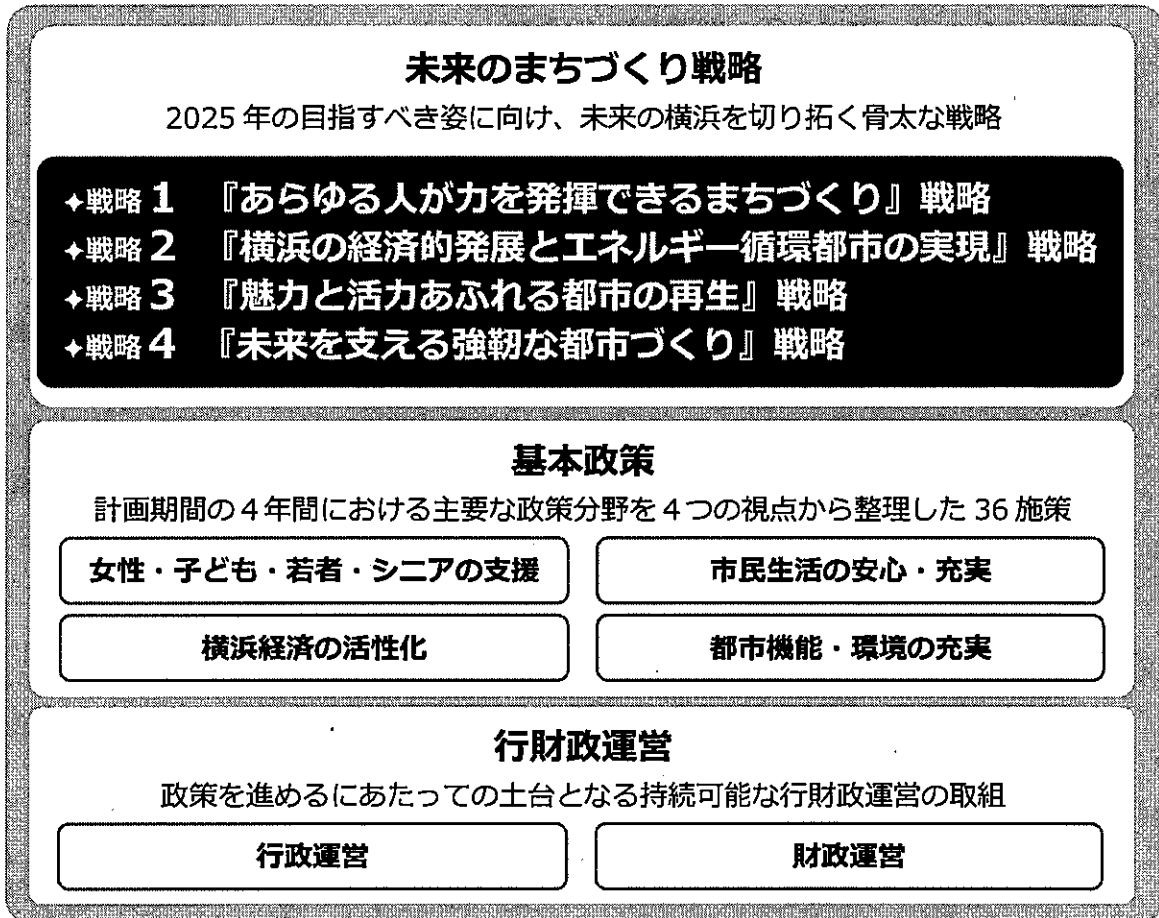 未来のまちづくり戦略
2025年の目指すべき姿に向け、未来の横浜を切り拓く骨太な戦略
✦戦略1 『あらゆる人が力を発揮できるまちづくり』戦略
✦戦略2 『横浜の経済的発展とエネルギー循環都市の実現』戦略
✦戦略3 『魅力と活力あふれる都市の再生』戦略
✦戦略4 『未来を支える強靭な都市づくり』戦略
基本政策
計画期間の4年間における主要な政策分野を4つの視点から整理した36施策
女性・子ども・若者・シニアの支援
市民生活の安心・充実
横浜経済の活性化
都市機能・環境の充実
行財政運営
政策を進めるにあたっての土台となる持続可能な行財政運営の取組
行政運営
財政運営